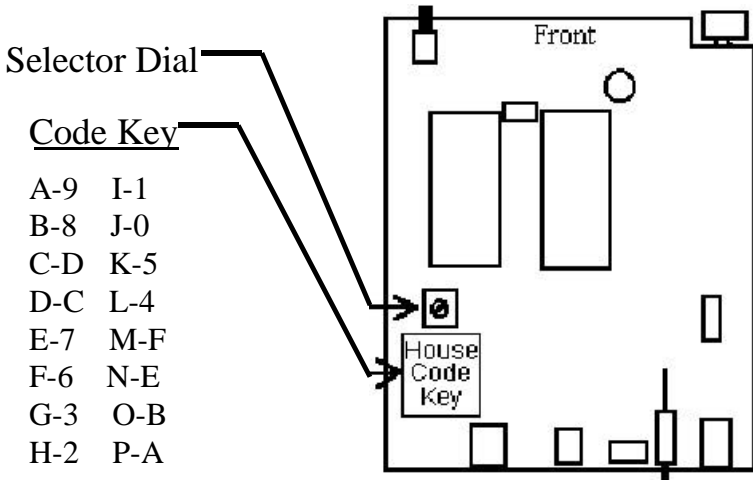 Front
Selector Dial
Code Key
A-9 I-1
B-8 J-0
C-D K-5
D-C L-4
E-7 M-F
F-6 N-E
G-3 O-B
H-2 P-A
House
Code
Key